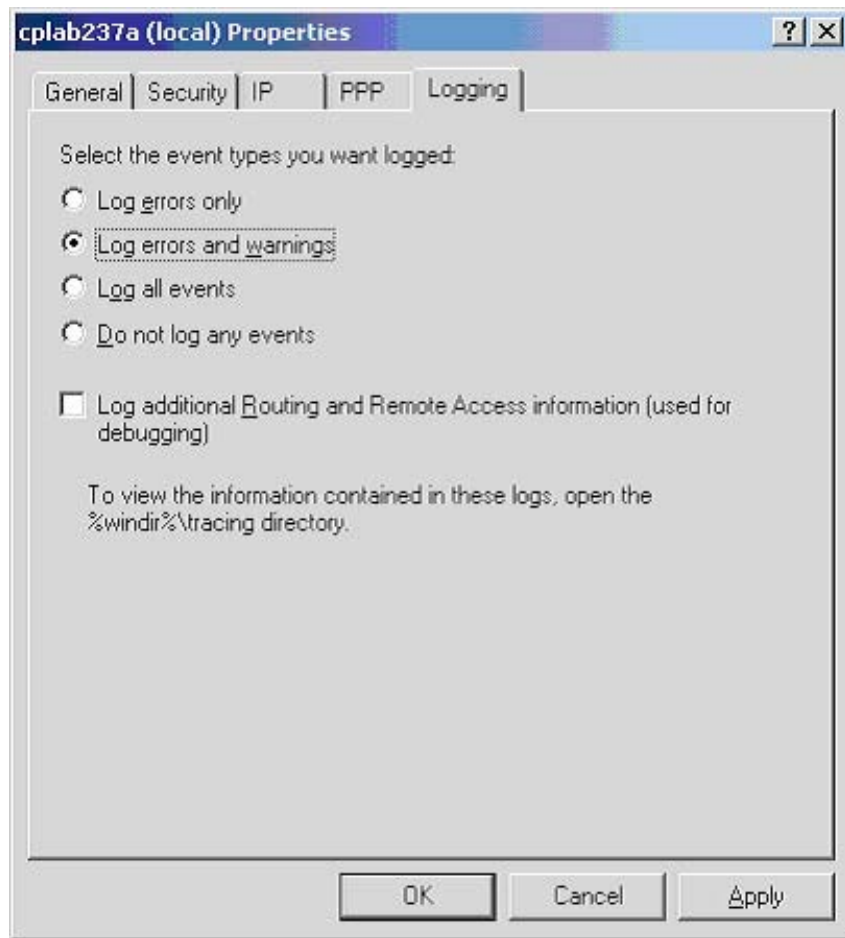 cplab237a (local) Properties
? X
General Security IP PPP Logging
Select the event types you want logged:
Log errors only
Log errors and warnings
Log all events
Do not log any events
Log additional Routing and Remote Access information (used for
debugging)
To view the information contained in these logs, open the
%windir%\tracing directory.
OK Cancel Apply